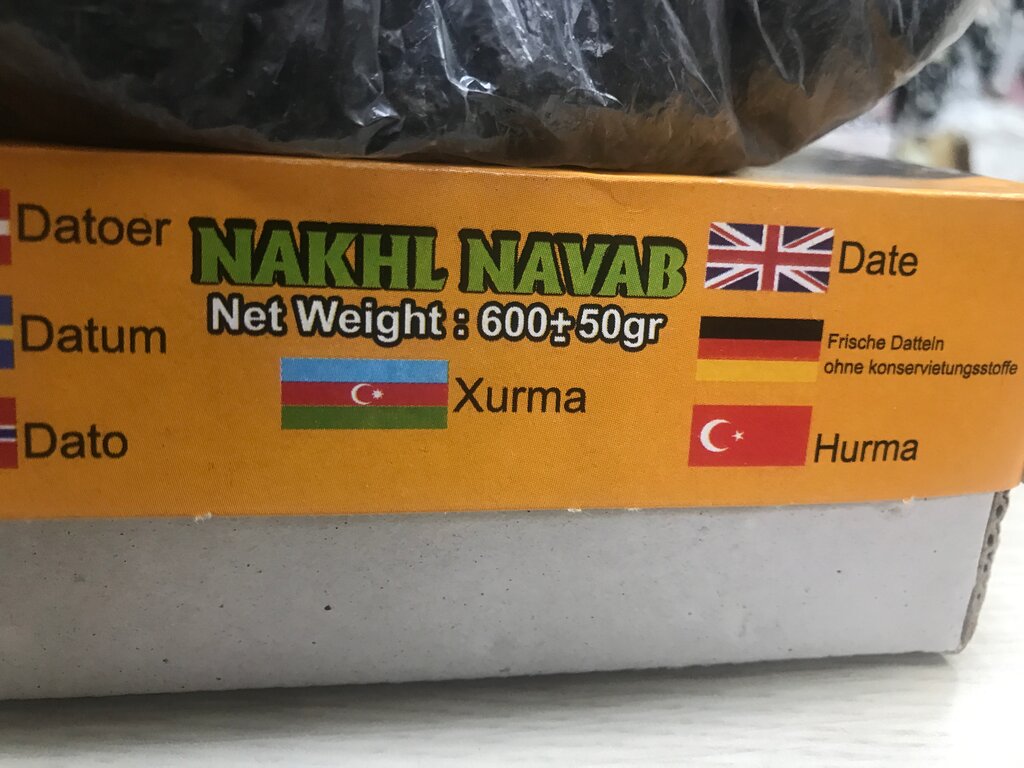 Datoer
Datum
Dato
NAKHL NAVAB
Net Weight : 600±50gr
Xurma
Date
Frische Datteln
ohne konservietungsstoffe
Hurma